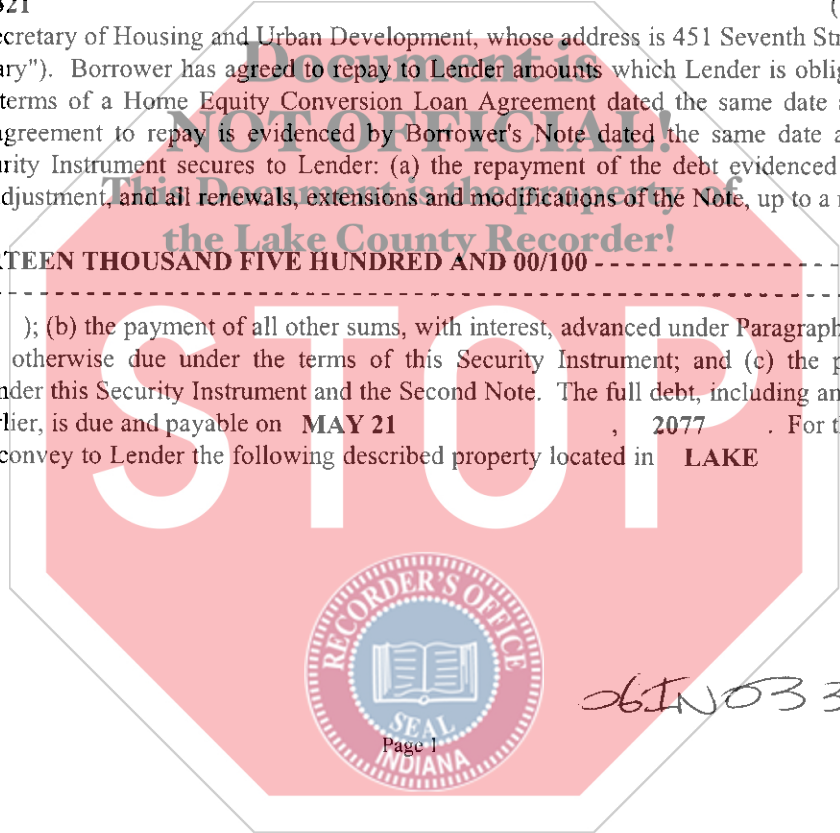 021 (
ecretary of Housing and Urban Development, whose address is 451 Seventh Str
ary"). Borrower has agreed to repay to Lender amounts which Lender is oblig
terms of a Home Equity Conversion Loan Agreement dated the same date a
agreement to repay is evidenced by Borrower's Note dated the same date a
urity Instrument secures to Lender: (a) the repayment of the debt evidenced
djustment, and all renewals, extensions and modifications of the Note, up to a
RTEEN THOUSAND FIVE HUNDRED AND 00/100 - - - - - - - - - - - - - - - - -
- - - - - - - - - - - - - - - - - - - - - - - - - - - - - - - - - - - - - - - - - - - - - - - - - - - - - - - - - - - -
); (b) the payment of all other sums, with interest, advanced under Paragraph
otherwise due under the terms of this Security Instrument; and (c) the p
nder this Security Instrument and the Second Note. The full debt, including an
rlier, is due and payable on MAY 21 , 2077 . For t
convey to Lender the following described property located in LAKE
Document is
NOT OFFICIAL!
This Document is the property of
the Lake County Recorder!
STOP
RECORDER'S OFFICE
SEAL
INDIANA
06IN033
Page 1